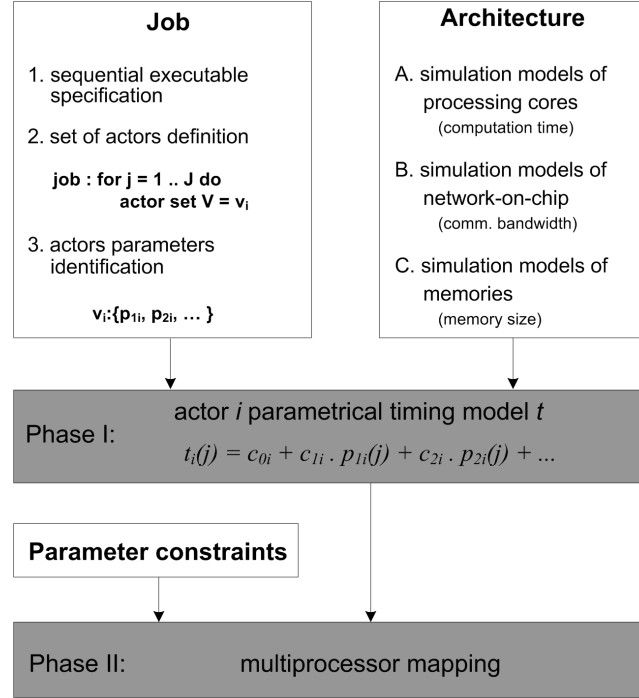 Job
1. sequential executable
specification
2. set of actors definition
job : for j = 1 .. J do
actor set V = vi
3. actors parameters
identification
vi:{p1i, p2i, ... }
Architecture
A. simulation models of
processing cores
(computation time)
B. simulation models of
network-on-chip
(comm. bandwidth)
C. simulation models of
memories
(memory size)
Phase I:
actor i parametrical timing model t
ti(j) = c0i + c1i . p1i(j) + c2i . p2i(j) + ...
Parameter constraints
Phase II:
multiprocessor mapping